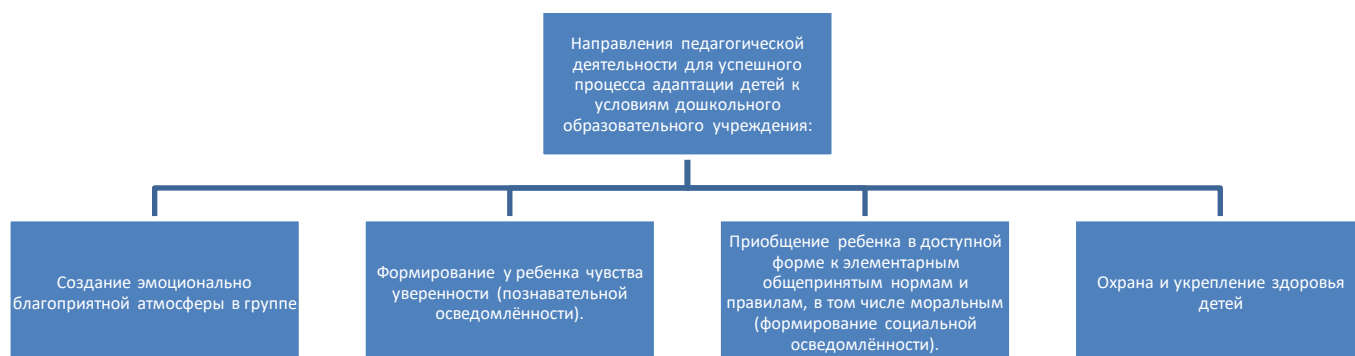 Направления педагогической
деятельности для успешного
процесса адаптации детей к
условиям дошкольного
образовательного учреждения:
Создание эмоционально
благоприятной атмосферы в группе
Формирование у ребенка чувства
уверенности (познавательной
осведомлённости).
Приобщение ребенка в доступной
форме к элементарным
общепринятым нормам и
правилам, в том числе моральным
(формирование социальной
осведомлённости).
Охрана и укрепление здоровья
детей